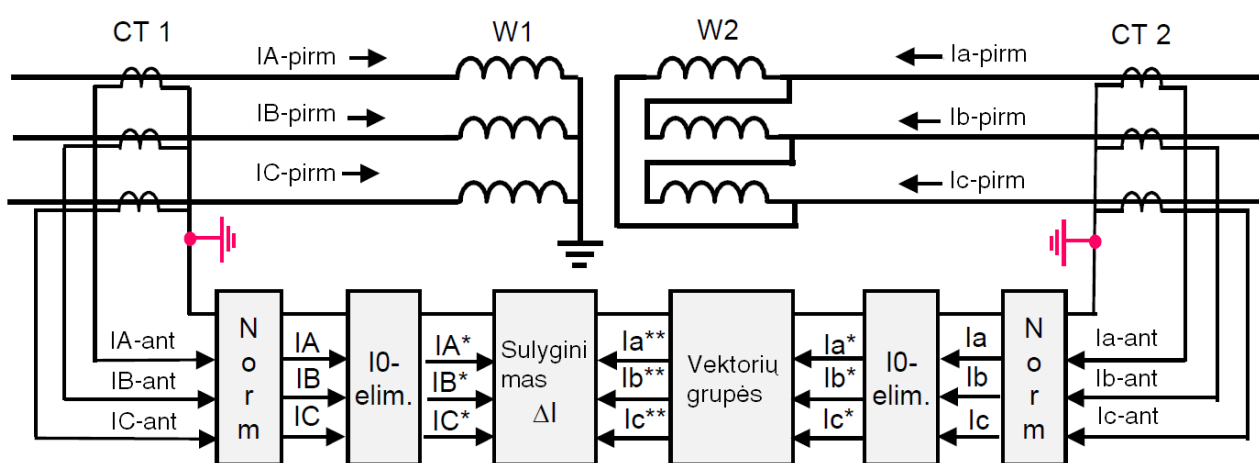 CT 1
W1
W2
CT 2
IA-pirm
Ia-pirm
IB-pirm
Ib-pirm
IC-pirm
Ic-pirm
IA-ant
IB-ant
IC-ant
N
o
r
m
IA
IB
IC
I0-
elim.
IA*
IB*
IC*
Sulygini
mas
ΔI
Ia**
Ib**
Ic**
Vektorių
grupės
Ia*
Ib*
Ic*
I0-
elim.
Ia
Ib
Ic
N
o
r
m
Ia-ant
Ib-ant
Ic-ant